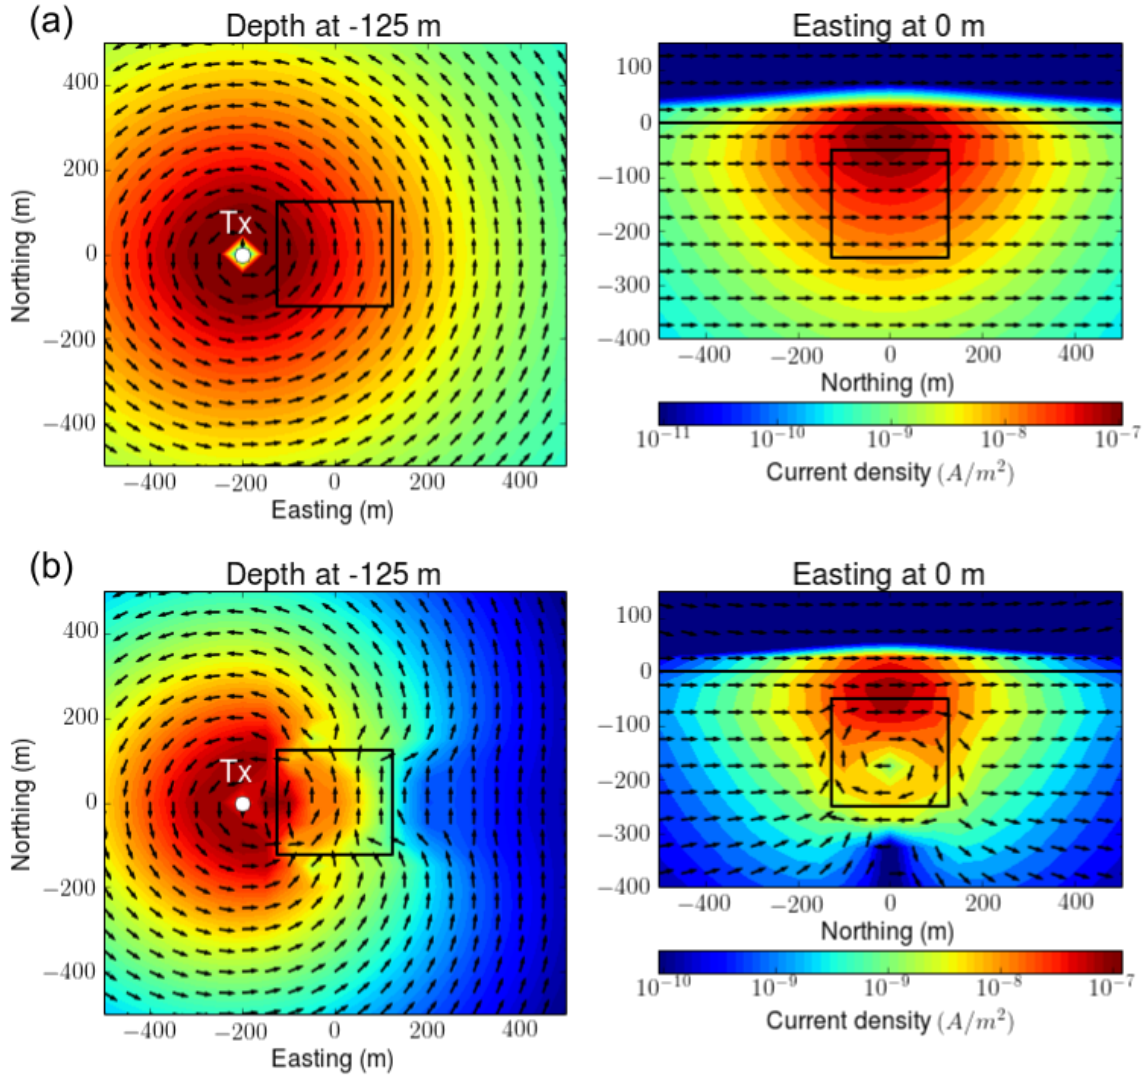 (a)
Depth at -125 m
Easting at 0 m
400
200
0
−200
−400
Northing (m)
Tx
−400 −200 0 200 400
Easting (m)
100
0
−100
−200
−300
−400
−400 −200 0 200 400
Northing (m)
10⁻¹¹ 10⁻¹⁰ 10⁻⁹ 10⁻⁸ 10⁻⁷
Current density (A/m²)
(b)
Depth at -125 m
Easting at 0 m
400
200
0
−200
−400
Northing (m)
Tx
−400 −200 0 200 400
Easting (m)
100
0
−100
−200
−300
−400
−400 −200 0 200 400
Northing (m)
10⁻¹⁰ 10⁻⁹ 10⁻⁹ 10⁻⁸ 10⁻⁷
Current density (A/m²)